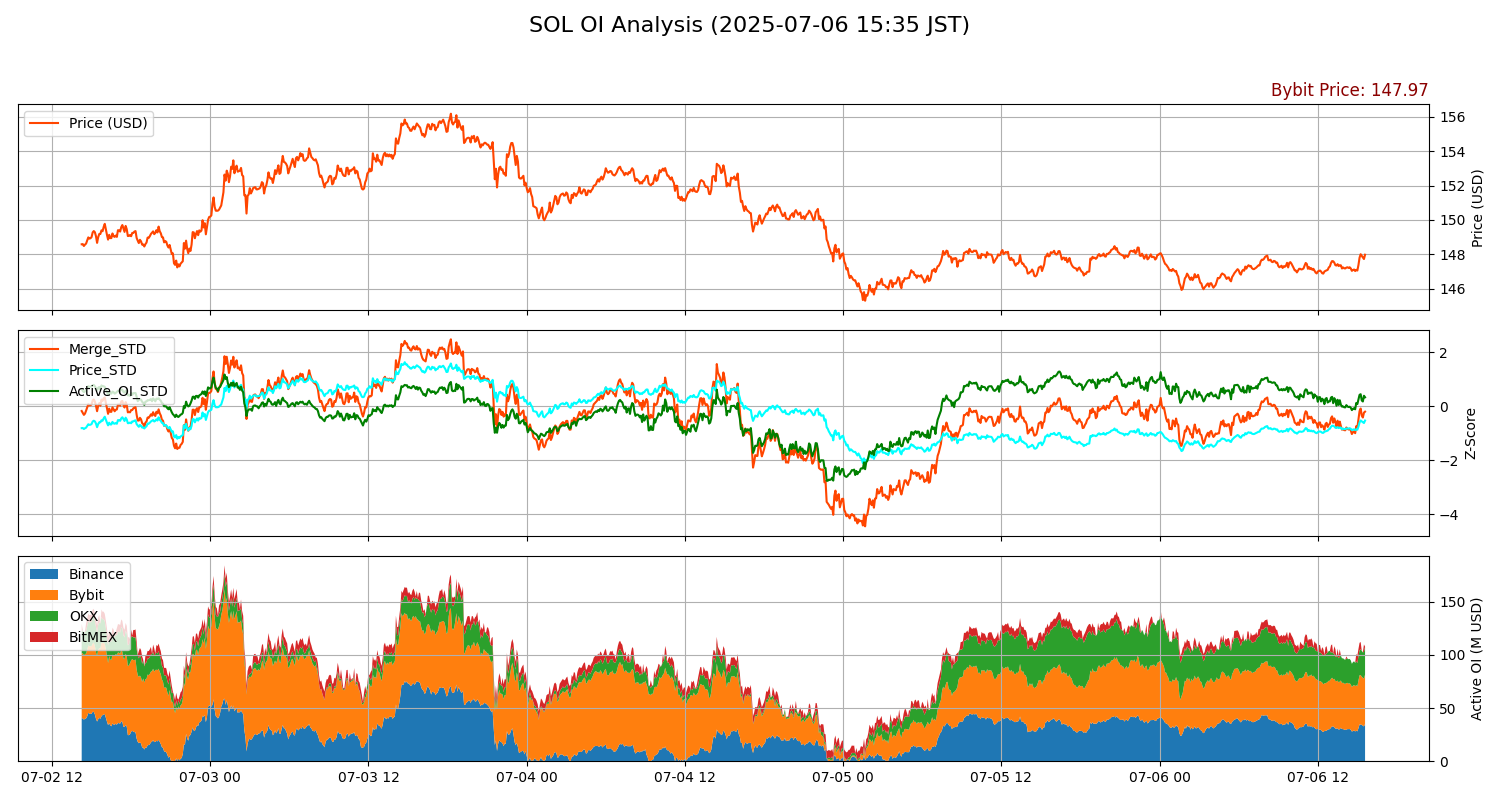 SOL OI Analysis (2025-07-06 15:35 JST)
Bybit Price: 147.97
Price (USD)
156
154
152
150
148
146
Price (USD)
Merge_STD
Price_STD
Active_OI_STD
2
0
−2
−4
Z-Score
Binance
Bybit
OKX
BitMEX
150
100
50
0
Active OI (M USD)
07-02 12
07-03 00
07-03 12
07-04 00
07-04 12
07-05 00
07-05 12
07-06 00
07-06 12